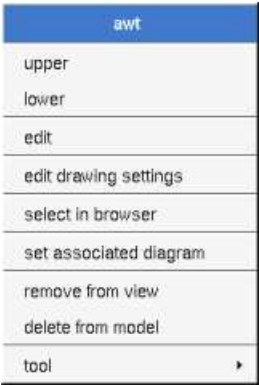 awt
upper
lower
edit
edit drawing settings
select in browser
set associated diagram
remove from view
delete from model
tool